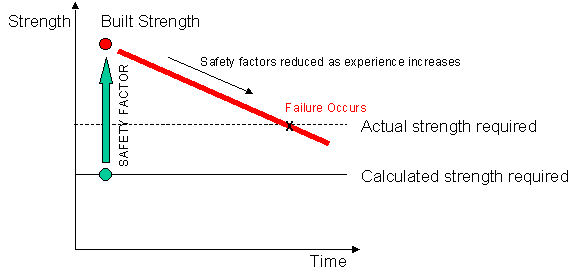 Strength
Built Strength
Safety factors reduced as experience increases
SAFETY FACTOR
Failure Occurs
X
Actual strength required
Calculated strength required
Time